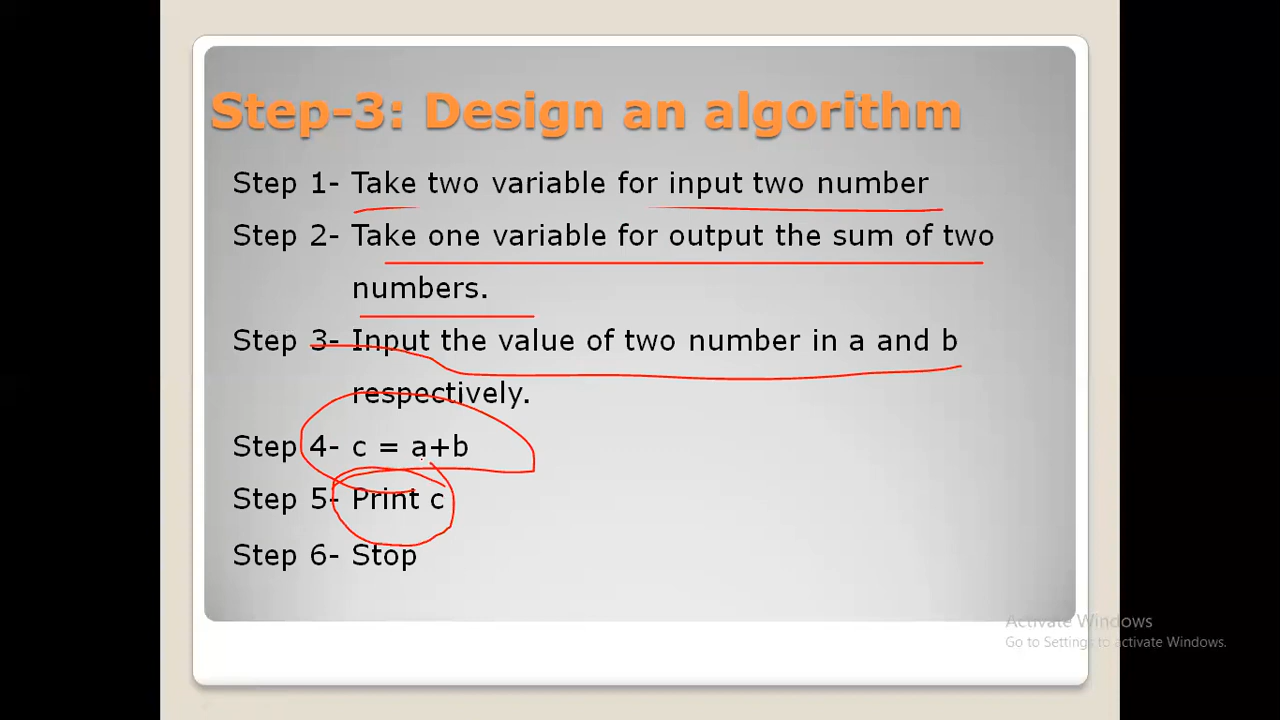 Step-3: Design an algorithm
Step 1- Take two variable for input two number
Step 2- Take one variable for output the sum of two
numbers.
Step 3- Input the value of two number in a and b
respectively.
Step 4- c = a+b
Step 5- Print c
Step 6- Stop
Activate Windows
Go to Settings to activate Windows.